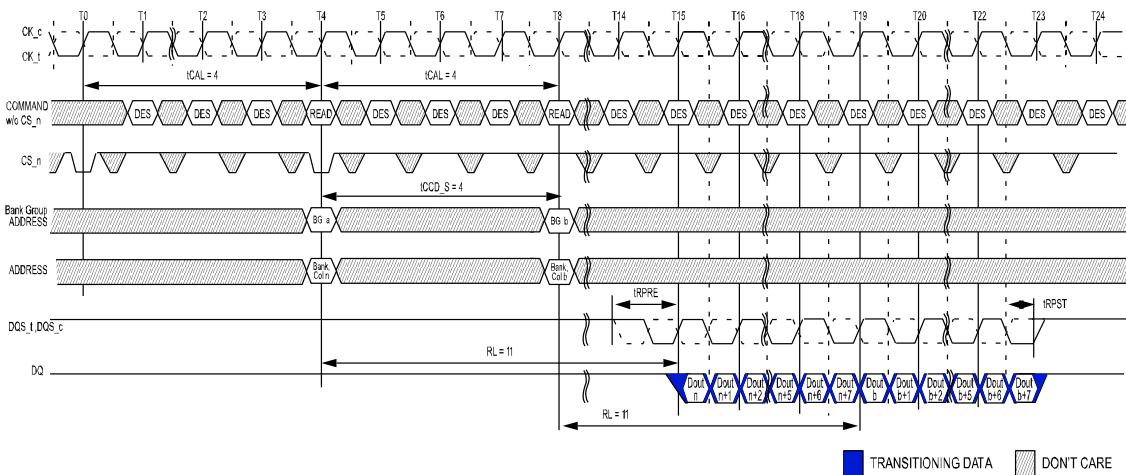 T0 T1 T2 T3 T4 T5 T6 T7 T8 T14 T15 T16 T18 T19 T20 T22 T23 T24
CK_c
CK_t
tCAL = 4 tCAL = 4
COMMAND
w/o CS_n
DES DES DES READ DES DES DES READ DES DES DES DES DES DES DES DES DES
CS_n
tCCD_S = 4
Bank Group
ADDRESS
BG a BG b
ADDRESS
Bank, Bank,
Col n Col b
tRPRE tRPST
DQS_t ,DQS_c
RL = 11
DQ
Dout Dout Dout Dout Dout Dout Dout Dout Dout Dout Dout Dout
n n+1 n+2 n+5 n+6 n+7 b b+1 b+2 b+5 b+6 b+7
RL = 11
TRANSITIONING DATA DON'T CARE